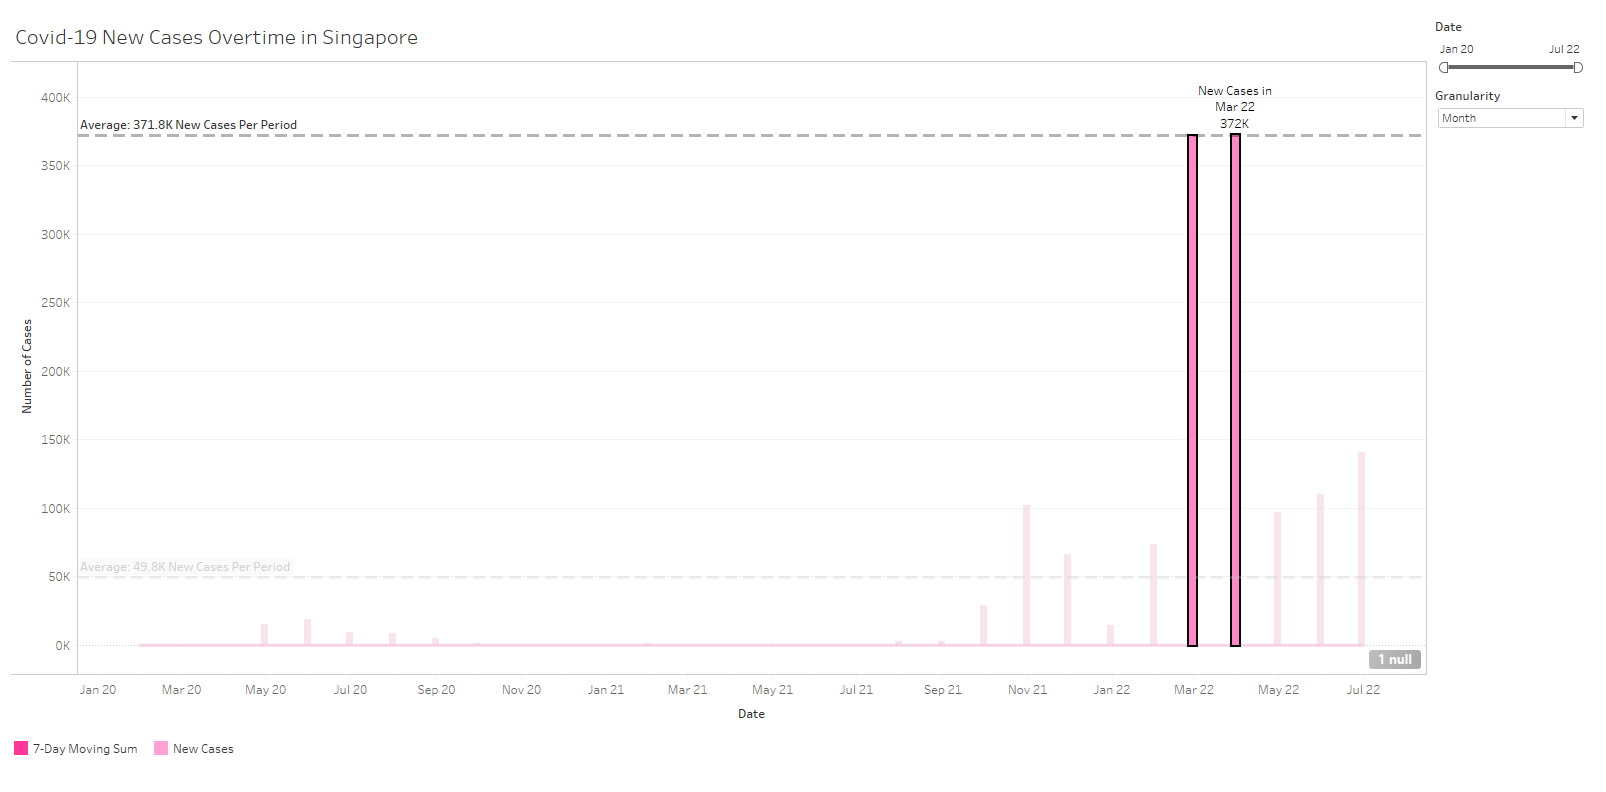 Covid-19 New Cases Overtime in Singapore
Date
Jan 20
Jul 22
Granularity
Month
New Cases in
Mar 22
372K
Average: 371.8K New Cases Per Period
Average: 49.8K New Cases Per Period
Number of Cases
400K
350K
300K
250K
200K
150K
100K
50K
0K
1 null
Jan 20
Mar 20
May 20
Jul 20
Sep 20
Nov 20
Jan 21
Mar 21
May 21
Jul 21
Sep 21
Nov 21
Jan 22
Mar 22
May 22
Jul 22
Date
7-Day Moving Sum
New Cases